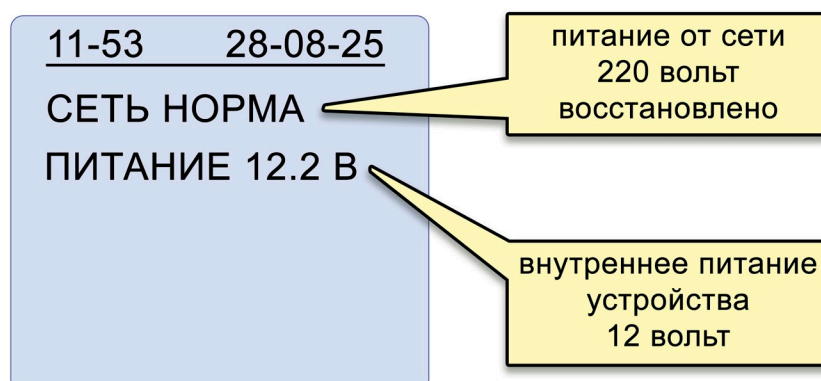 11-53 28-08-25
СЕТЬ НОРМА
ПИТАНИЕ 12.2 В
питание от сети
220 вольт
восстановлено
внутреннее питание
устройства
12 вольт